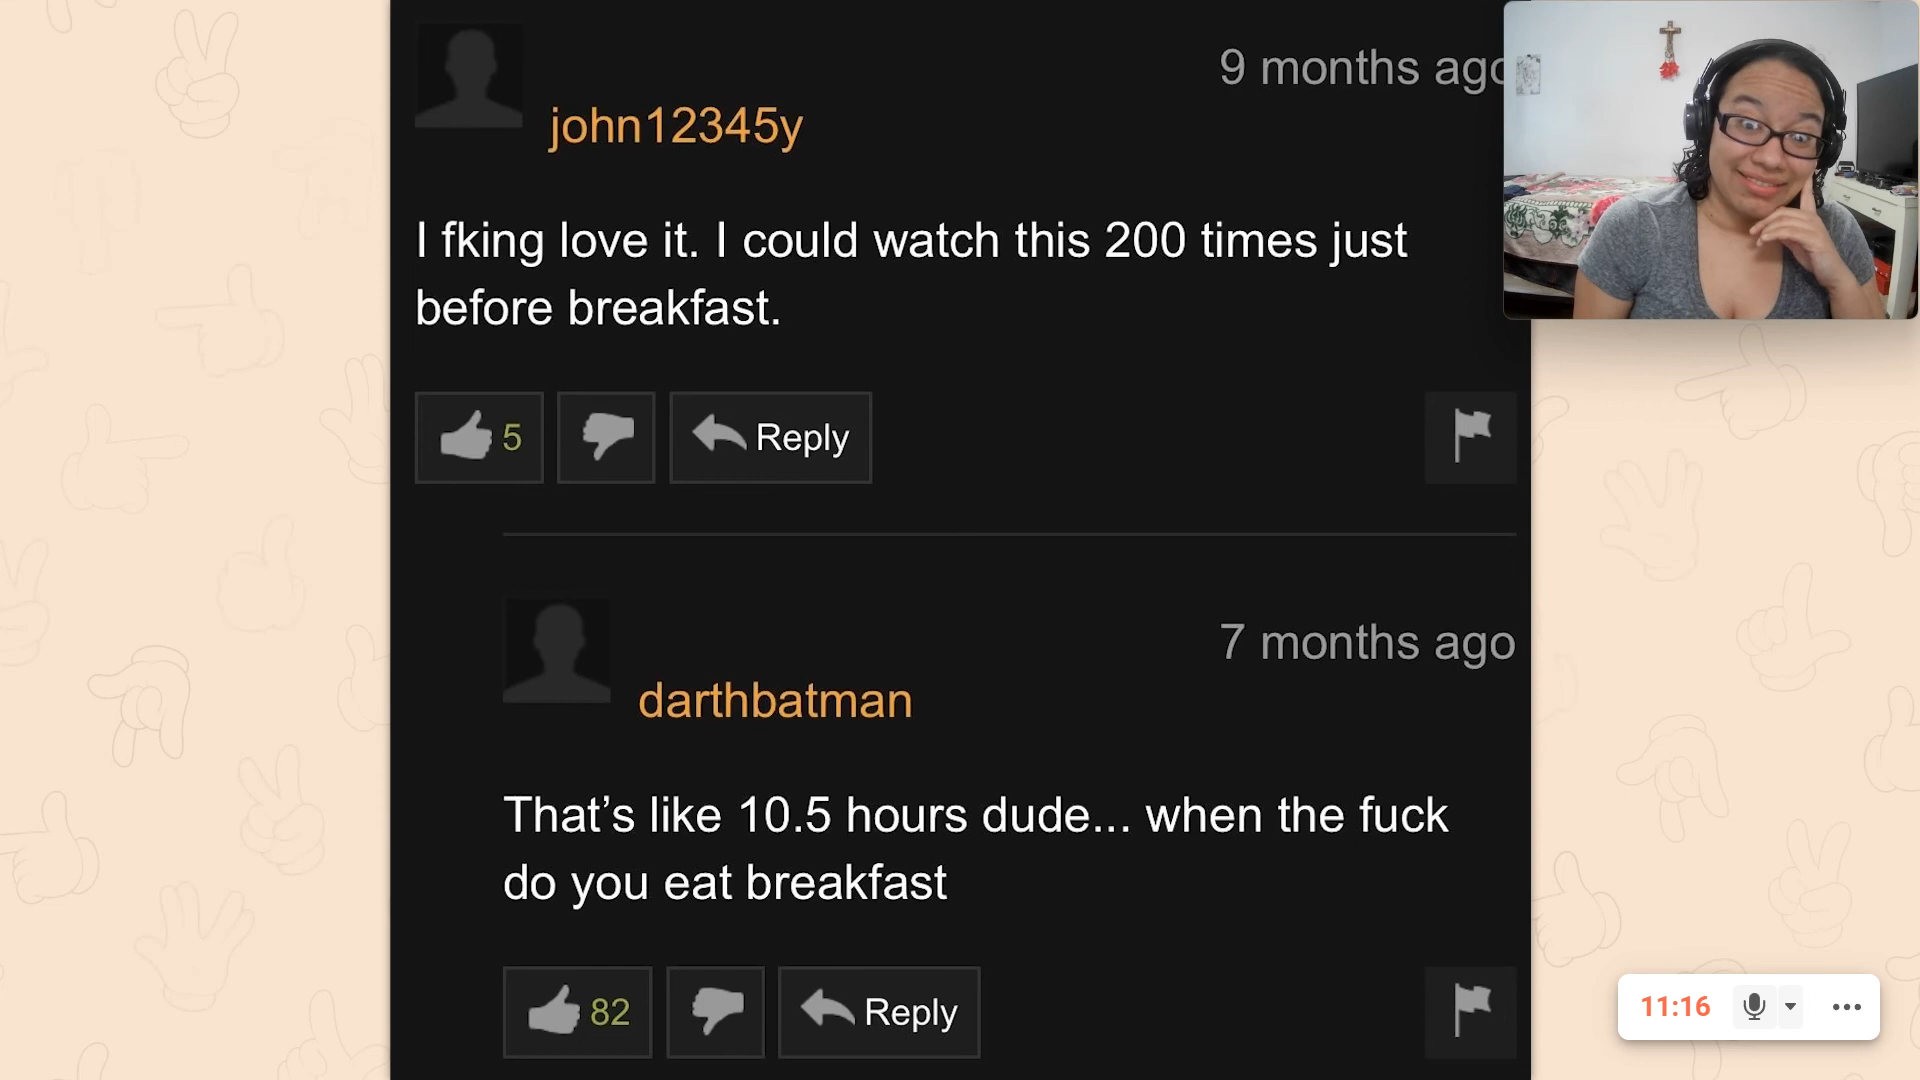 9 months ago
john12345y
I fking love it. I could watch this 200 times just
before breakfast.
5
Reply
7 months ago
darthbatman
That’s like 10.5 hours dude... when the fuck
do you eat breakfast
82
Reply
11:16